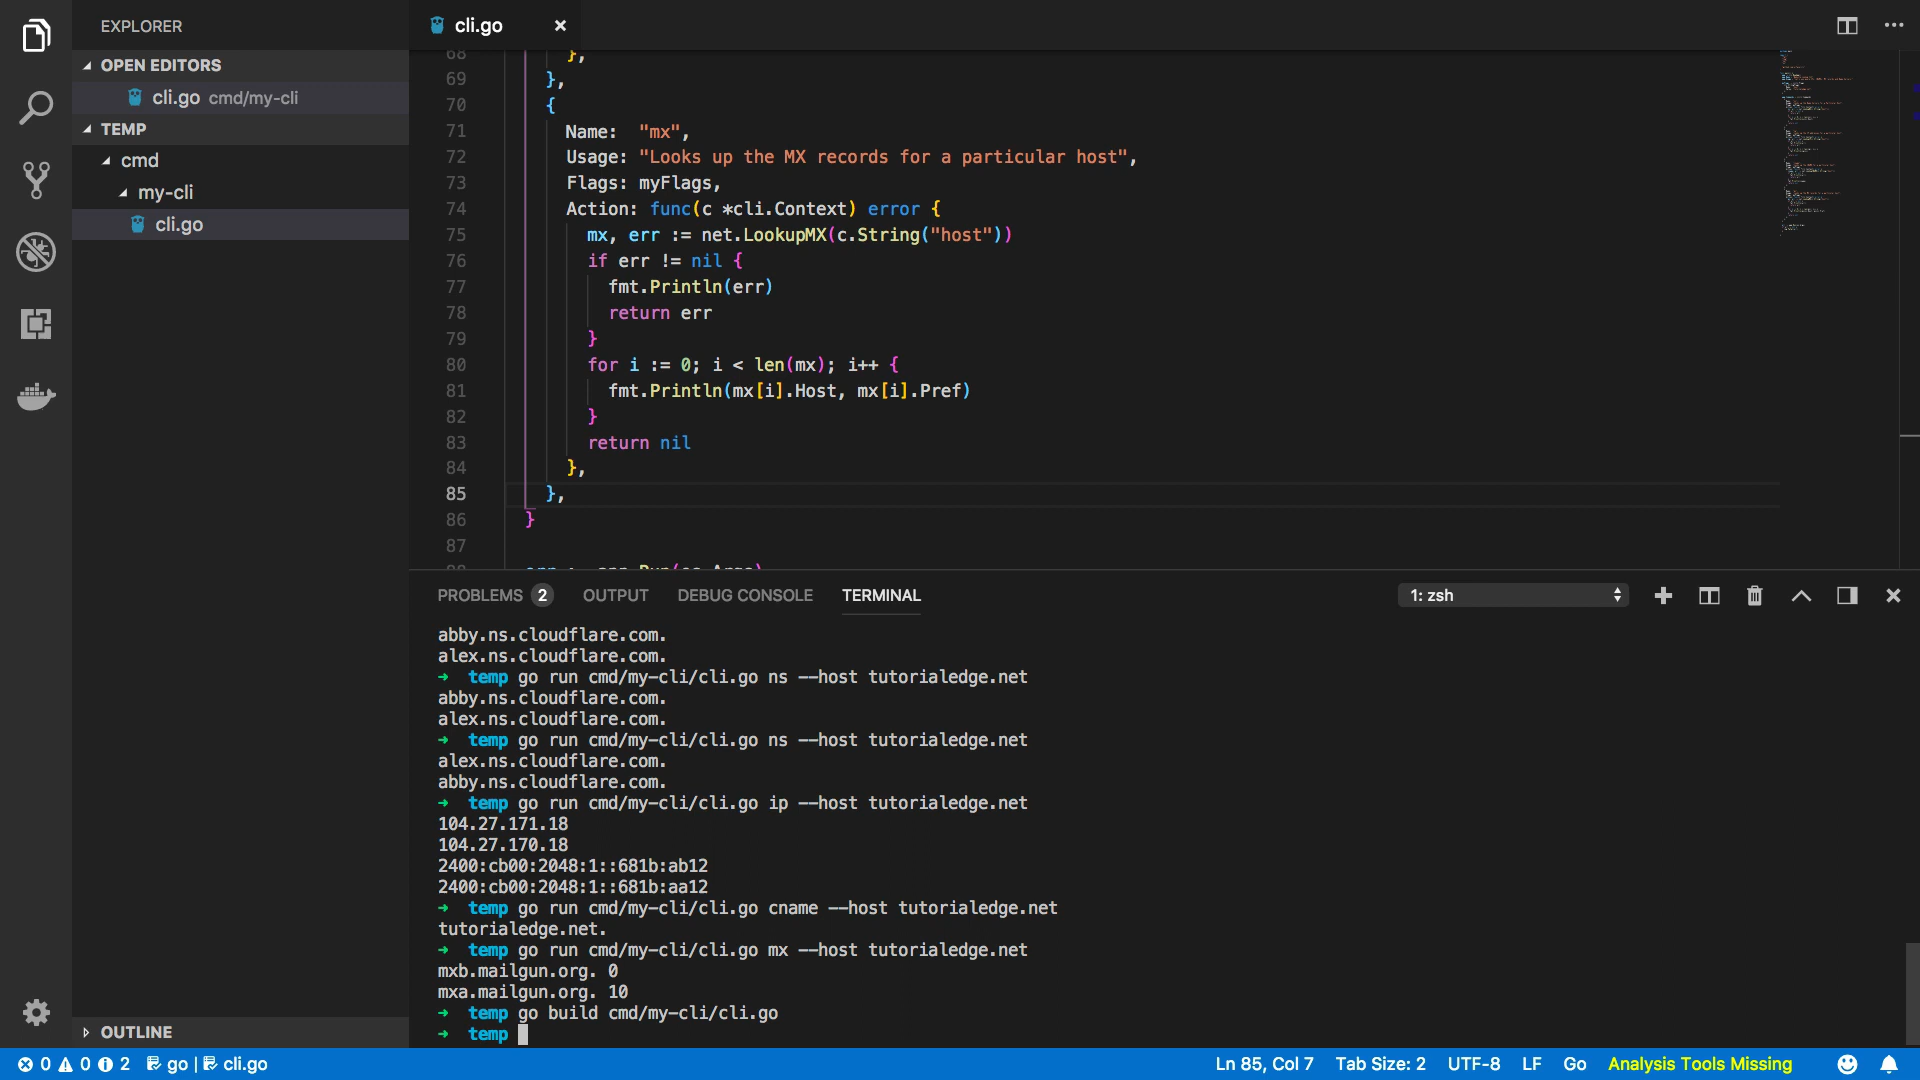 EXPLORER
OPEN EDITORS
cli.go cmd/my-cli
TEMP
cmd
my-cli
cli.go
OUTLINE
cli.go
68 },
69 },
70 {
71 Name: "mx",
72 Usage: "Looks up the MX records for a particular host",
73 Flags: myFlags,
74 Action: func(c *cli.Context) error {
75 mx, err := net.LookupMX(c.String("host"))
76 if err != nil {
77 fmt.Println(err)
78 return err
79 }
80 for i := 0; i < len(mx); i++ {
81 fmt.Println(mx[i].Host, mx[i].Pref)
82 }
83 return nil
84 },
85 },
86 }
87
PROBLEMS 2 OUTPUT DEBUG CONSOLE TERMINAL 1: zsh
abby.ns.cloudflare.com.
alex.ns.cloudflare.com.
➜ temp go run cmd/my-cli/cli.go ns --host tutorialedge.net
abby.ns.cloudflare.com.
alex.ns.cloudflare.com.
➜ temp go run cmd/my-cli/cli.go ns --host tutorialedge.net
alex.ns.cloudflare.com.
abby.ns.cloudflare.com.
➜ temp go run cmd/my-cli/cli.go ip --host tutorialedge.net
104.27.171.18
104.27.170.18
2400:cb00:2048:1::681b:ab12
2400:cb00:2048:1::681b:aa12
➜ temp go run cmd/my-cli/cli.go cname --host tutorialedge.net
tutorialedge.net.
➜ temp go run cmd/my-cli/cli.go mx --host tutorialedge.net
mxb.mailgun.org. 0
mxa.mailgun.org. 10
➜ temp go build cmd/my-cli/cli.go
➜ temp
0 0 2 go | cli.go Ln 85, Col 7 Tab Size: 2 UTF-8 LF Go Analysis Tools Missing